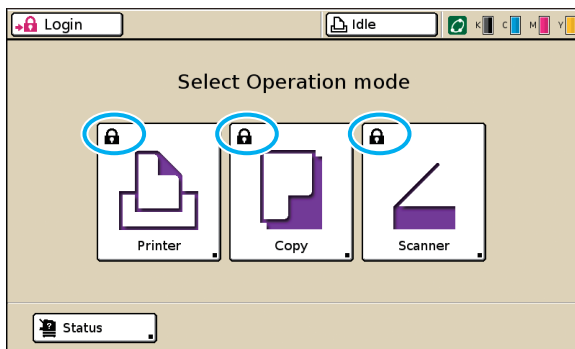 Login
Idle
K C M Y
Select Operation mode
Printer
Copy
Scanner
Status